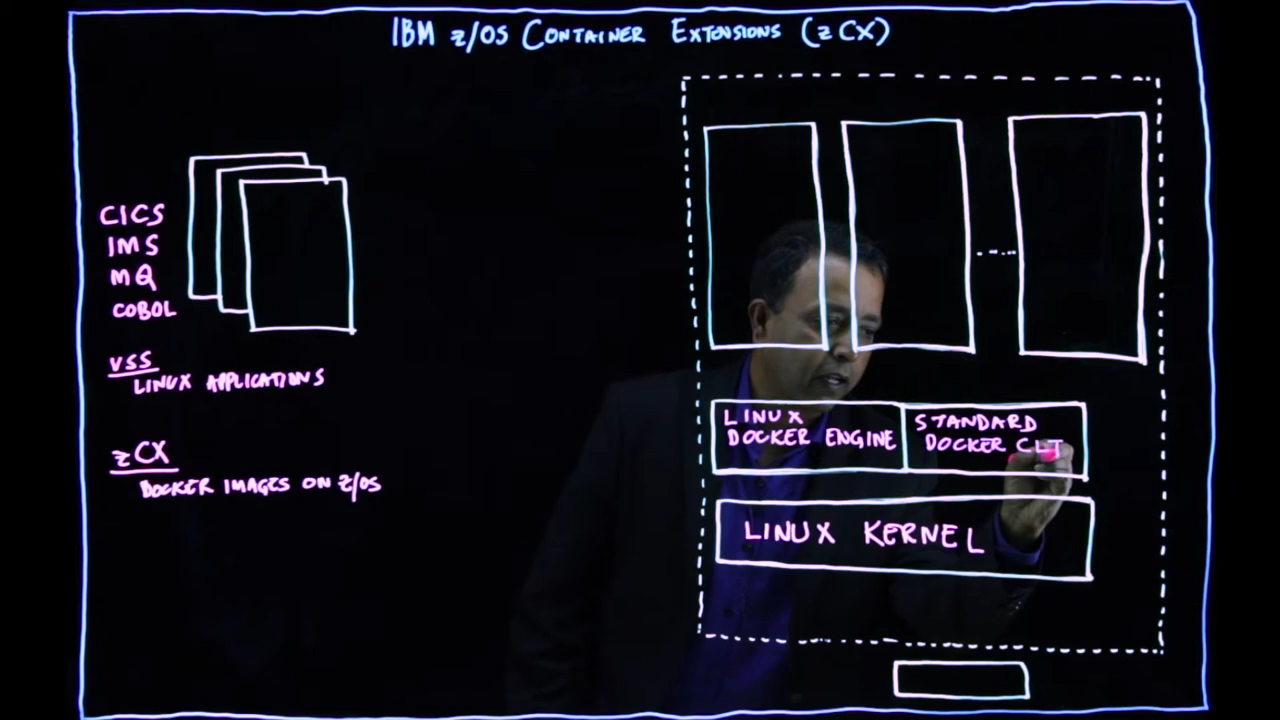 IBM z/OS CONTAINER EXTENSIONS (zCX)
CICS
IMS
MQ
COBOL
VSS
LINUX APPLICATIONS
zCX
DOCKER IMAGES ON z/OS
LINUX
DOCKER ENGINE
STANDARD
DOCKER CLI
LINUX KERNEL